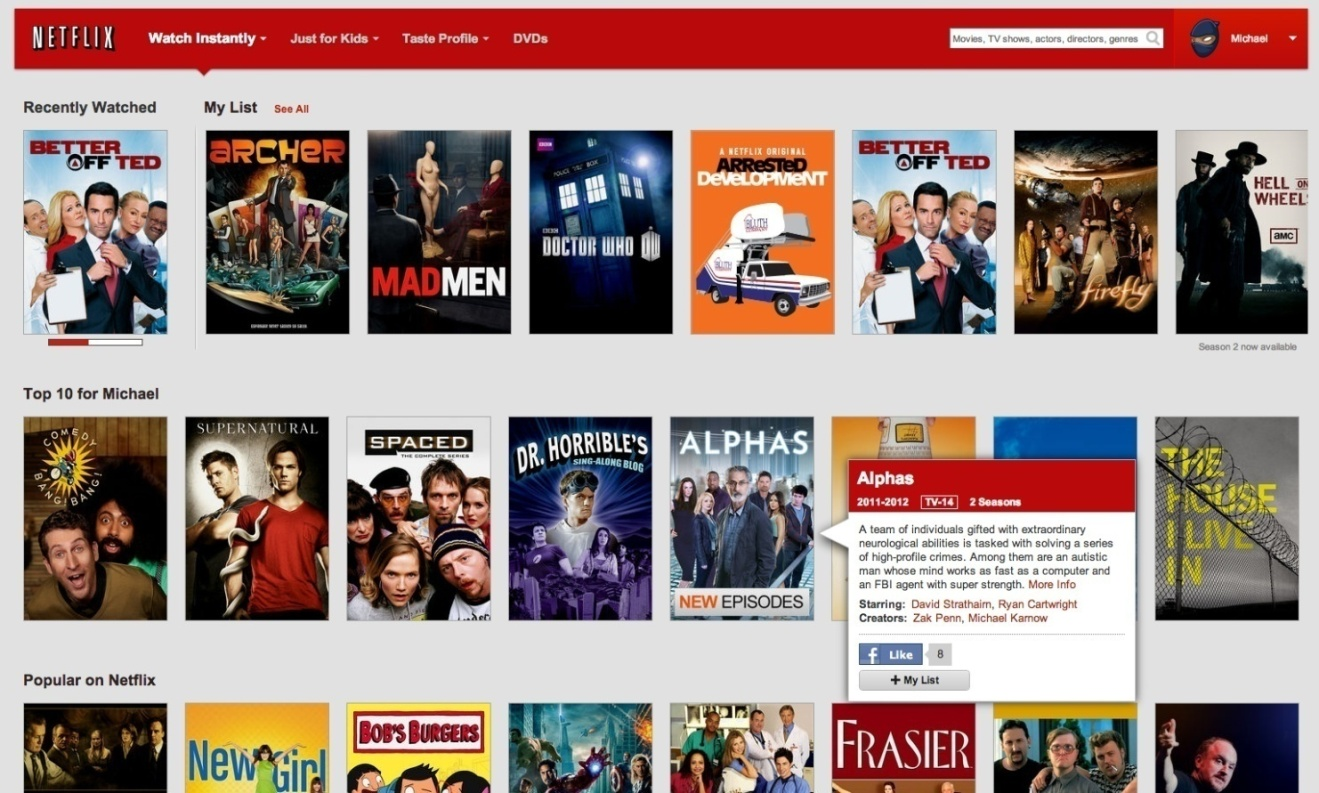 NETFLIX
Watch Instantly
Just for Kids
Taste Profile
DVDs
Movies, TV shows, actors, directors, genres
Michael
Recently Watched
My List
See All
BETTER
OFF TED
ARCHER
MADMEN
BBC
POLICE BOX
BBC
DOCTOR WHO DW
A NETFLIX ORIGINAL
ARReSTeD
DeVeLOPMeNT
BLUTH
BLUTH
BETTER
OFF TED
firefly
HELL ON
WHEEL
AMC
Season 2 now available
Top 10 for Michael
COMEDY
BANG! BANG!
SUPERNATURAL
SPACED
THE COMPLETE SERIES
DR. HORRIBLE'S
SING-ALONG BLOG
ALPHAS
NEW EPISODES
THE
HOUSE
I LIVE
IN
Alphas
2011-2012
TV-14
2 Seasons
A team of individuals gifted with extraordinary
neurological abilities is tasked with solving a series
of high-profile crimes. Among them are an autistic
man whose mind works as fast as a computer and
an FBI agent with super strength. More Info
Starring: David Strathairn, Ryan Cartwright
Creators: Zak Penn, Michael Karnow
f Like
8
+ My List
Popular on Netflix
New Girl
BOB'S BURGERS
FRASIER